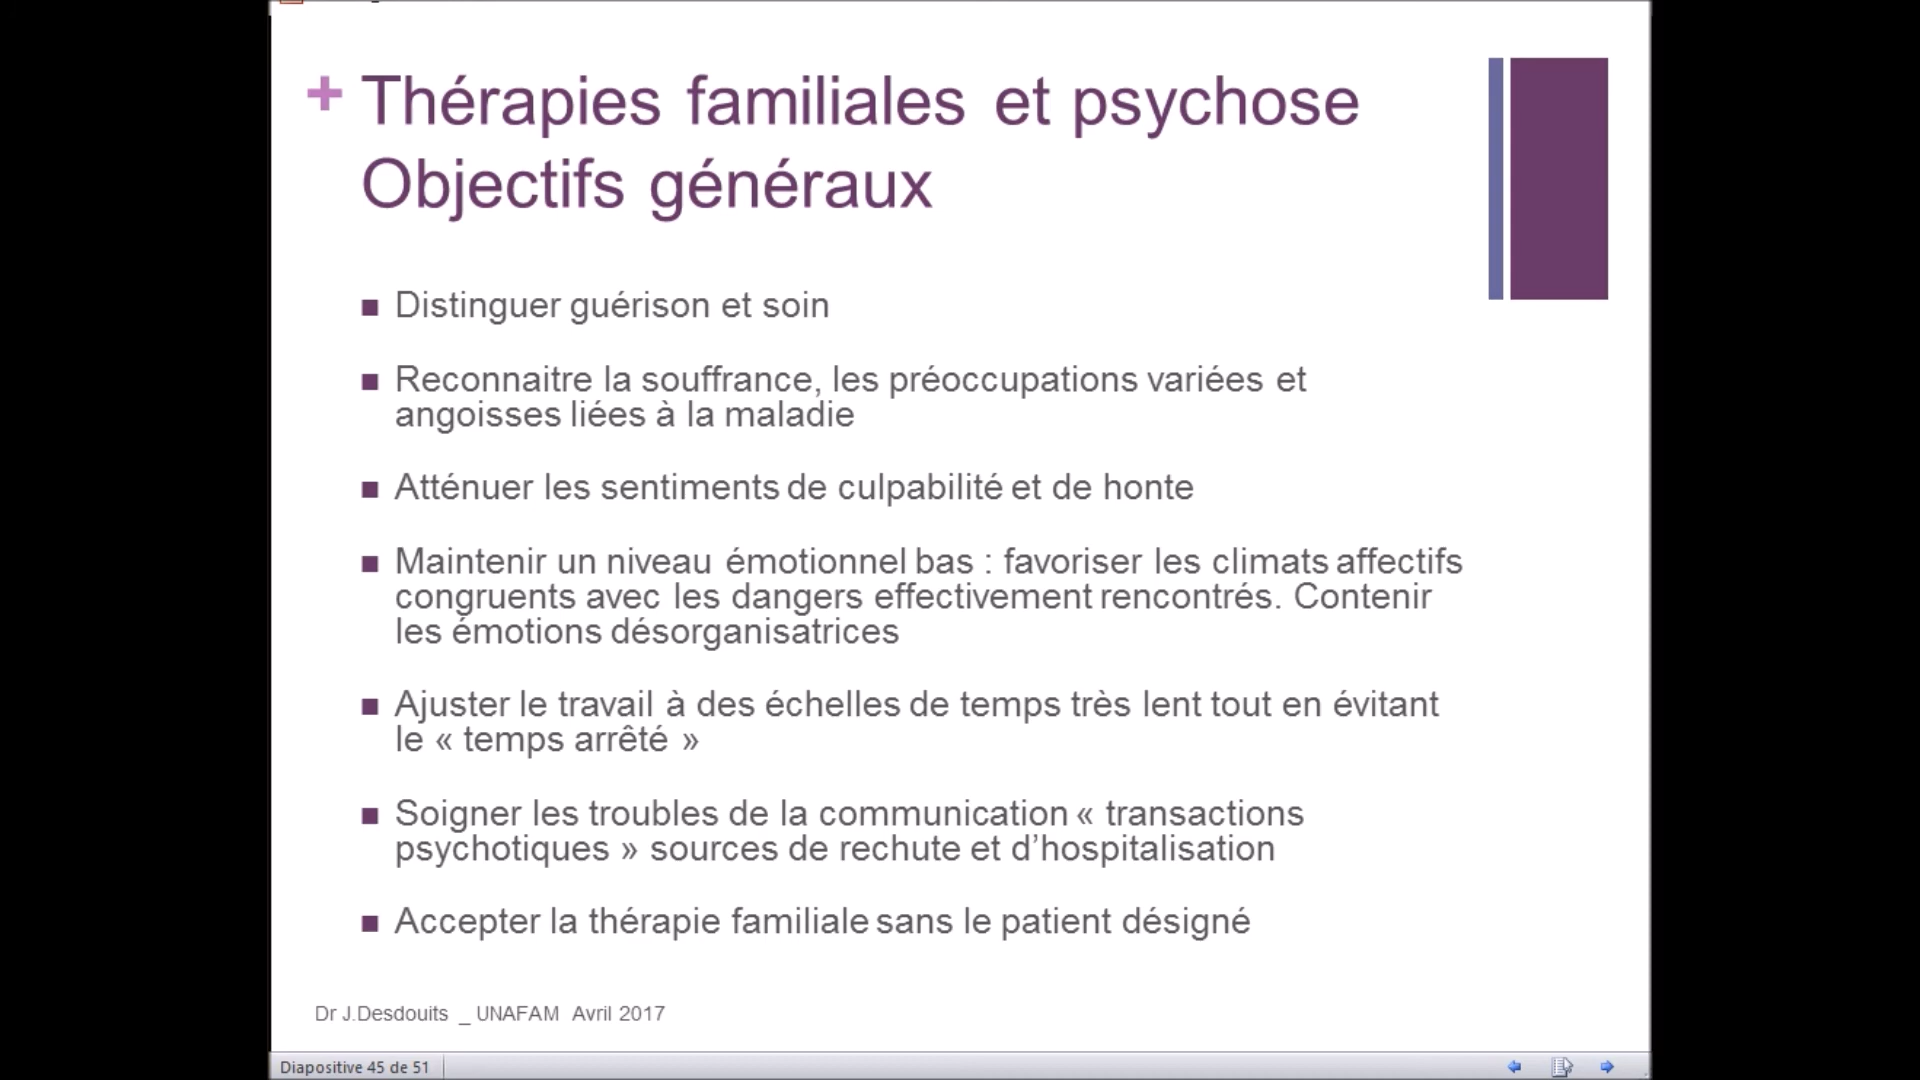 + Thérapies familiales et psychose
Objectifs généraux
■ Distinguer guérison et soin
■ Reconnaitre la souffrance, les préoccupations variées et
angoisses liées à la maladie
■ Atténuer les sentiments de culpabilité et de honte
■ Maintenir un niveau émotionnel bas : favoriser les climats affectifs
congruents avec les dangers effectivement rencontrés. Contenir
les émotions désorganisatrices
■ Ajuster le travail à des échelles de temps très lent tout en évitant
le « temps arrêté »
■ Soigner les troubles de la communication « transactions
psychotiques » sources de rechute et d’hospitalisation
■ Accepter la thérapie familiale sans le patient désigné
Dr J.Desdouits _ UNAFAM Avril 2017
Diapositive 45 de 51